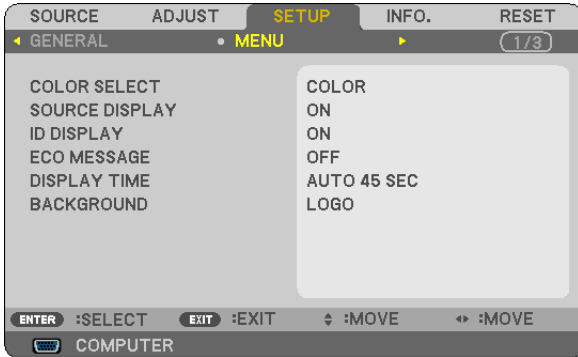 SOURCE ADJUST SETUP INFO. RESET
GENERAL MENU 1/3
COLOR SELECT COLOR
SOURCE DISPLAY ON
ID DISPLAY ON
ECO MESSAGE OFF
DISPLAY TIME AUTO 45 SEC
BACKGROUND LOGO
ENTER :SELECT EXIT :EXIT :MOVE :MOVE
COMPUTER